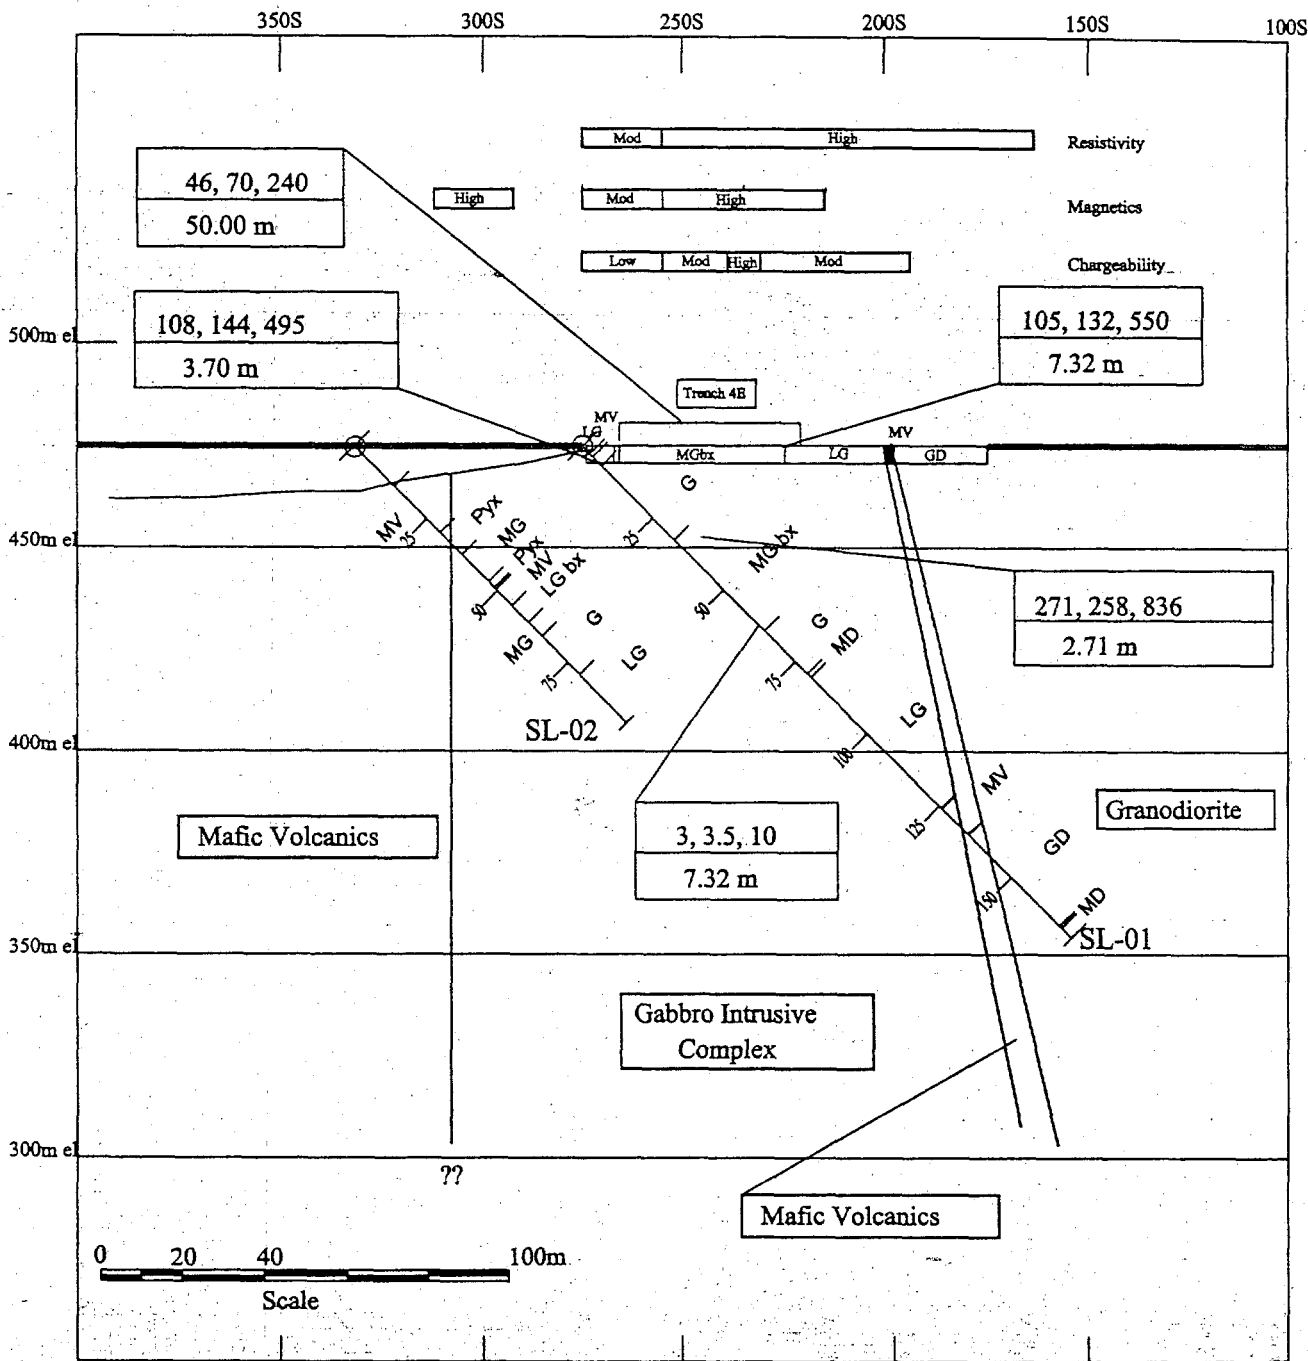 350S 300S 250S 200S 150S 100S
Mod High Resistivity
46, 70, 240
50.00 m
High Mod High Magnetics
Low Mod High Mod Chargeability
108, 144, 495
3.70 m
105, 132, 550
7.32 m
500m el
Trench 4E
MV
LG
MV
MGbx LG GD
G
MV
25
Pyx
MG
Pyx
MV
LG bx
25
MG bx
450m el
271, 258, 836
2.71 m
50
MG
G
LG
75
50
G
MD
75
SL-02
LG
100
400m el
MV
125
Granodiorite
Mafic Volcanics
3, 3.5, 10
7.32 m
GD
150
MD
SL-01
350m el
Gabbro Intrusive
Complex
300m el
??
Mafic Volcanics
0 20 40 100m
Scale